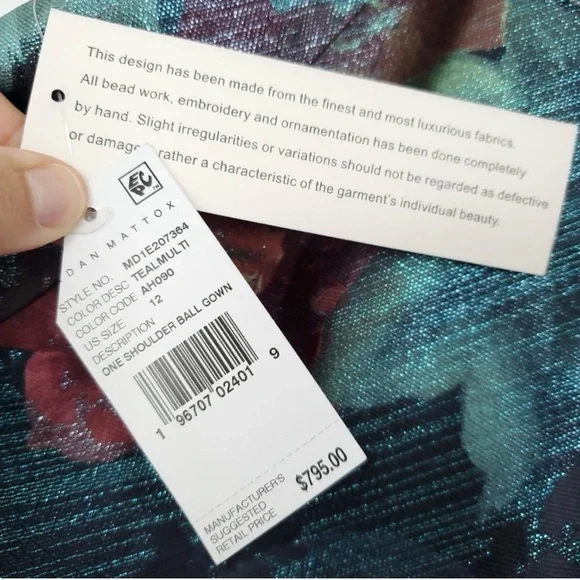 This design has been made from the finest and most luxurious fabrics.
All bead work, embroidery and ornamentation has been done completely
by hand. Slight irregularities or variations should not be regarded as defective
or damage rather a characteristic of the garment's individual beauty.
EPC
DAN MATTOX
STYLE NO. MD1E207364
COLOR DESC TEALMULTI
COLOR CODE AH090
US SIZE 12
DESCRIPTION
ONE SHOULDER BALL GOWN
1 96707 02401 9
MANUFACTURER'S
SUGGESTED
RETAIL PRICE
$795.00